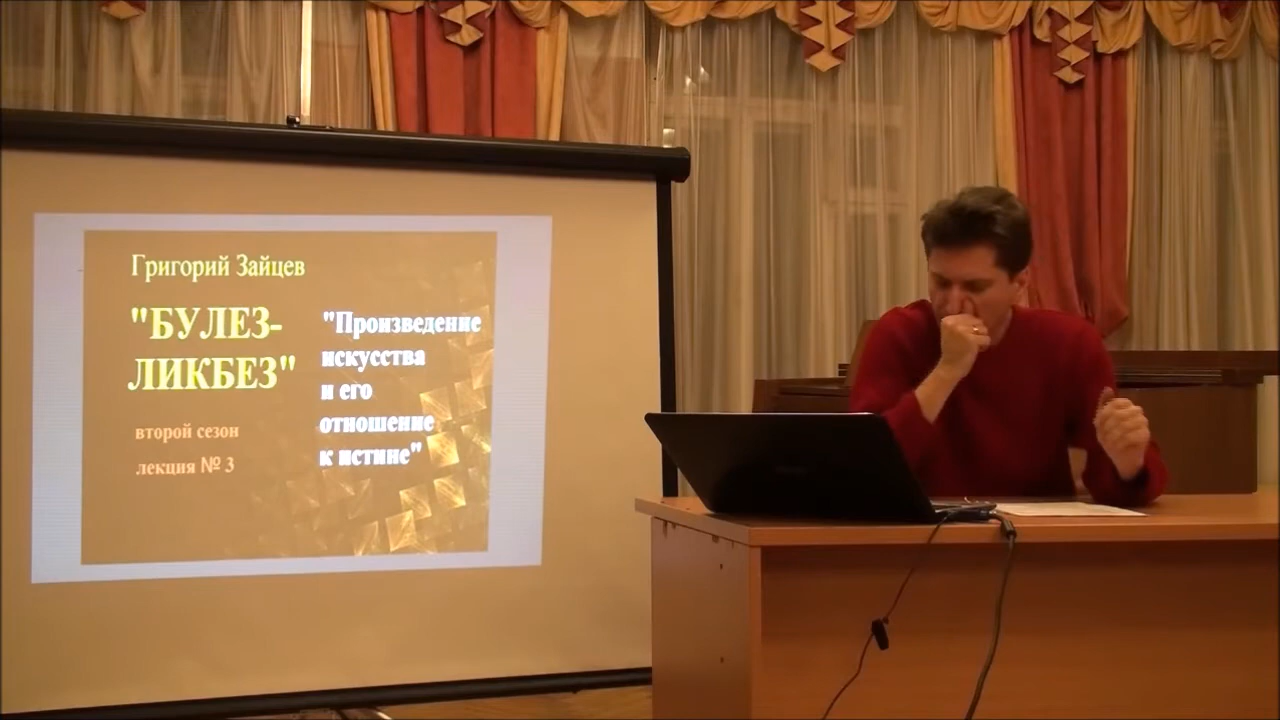 Григорий Зайцев
"БУЛЕЗ-
ЛИКБЕЗ"
второй сезон
лекция № 3
"Произведение
искусства
и его
отношение
к истине"